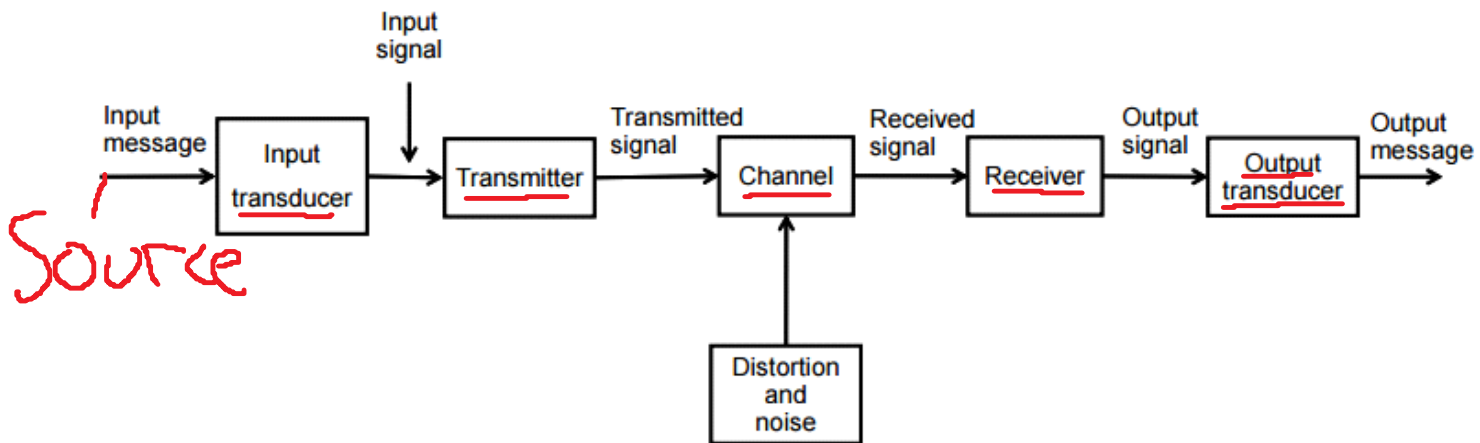 Input
signal
Input
message
Input
transducer
Transmitter
Transmitted
signal
Channel
Received
signal
Receiver
Output
signal
Output
transducer
Output
message
Source
Distortion
and
noise